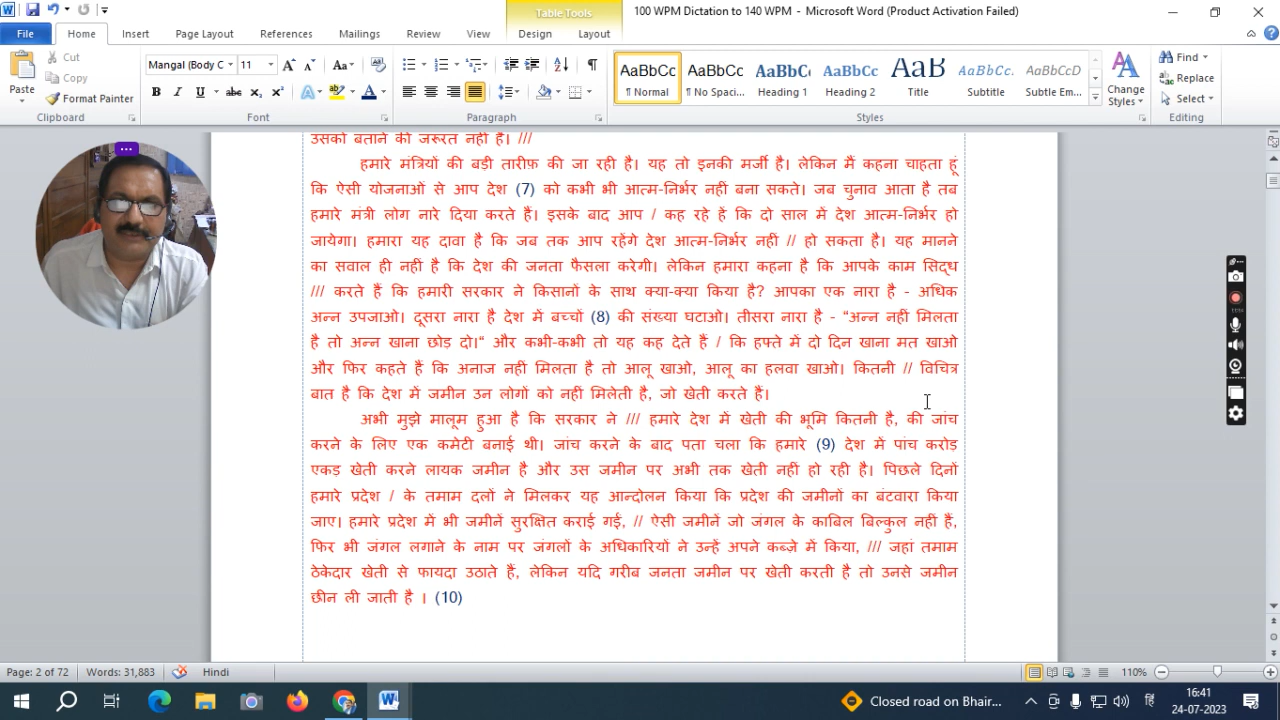 100 WPM Dictation to 140 WPM - Microsoft Word (Product Activation Failed)
Table Tools
File Home Insert Page Layout References Mailings Review View Design Layout
Paste
Cut
Copy
Format Painter
Clipboard
Mangal (Body C 11
Font
Paragraph
AaBbCc AaBbCc AaBbC AaBbCc AaB AaBbCc. AaBbCcD
¶ Normal ¶ No Spaci... Heading 1 Heading 2 Title Subtitle Subtle Em...
Change Styles
Styles
Find
Replace
Select
Editing
उसको बताने की जरूरत नहीं है। ///
हमारे मंत्रियों की बड़ी तारीफ़ की जा रही है। यह तो इनकी मर्जी है। लेकिन मैं कहना चाहता हूं
कि ऐसी योजनाओं से आप देश (7) को कभी भी आत्म-निर्भर नहीं बना सकते। जब चुनाव आता है तब
हमारे मंत्री लोग नारे दिया करते हैं। इसके बाद आप / कह रहे हैं कि दो साल में देश आत्म-निर्भर हो
जायेगा। हमारा यह दावा है कि जब तक आप रहेंगे देश आत्म-निर्भर नहीं // हो सकता है। यह मानने
का सवाल ही नहीं है कि देश की जनता फैसला करेगी। लेकिन हमारा कहना है कि आपके काम सिद्ध
/// करते हैं कि हमारी सरकार ने किसानों के साथ क्या-क्या किया है? आपका एक नारा है - अधिक
अन्न उपजाओ। दूसरा नारा है देश में बच्चों (8) की संख्या घटाओ। तीसरा नारा है - “अन्न नहीं मिलता
है तो अन्न खाना छोड़ दो।“ और कभी-कभी तो यह कह देते हैं / कि हफ्ते में दो दिन खाना मत खाओ
और फिर कहते हैं कि अनाज नहीं मिलता है तो आलू खाओ, आलू का हलवा खाओ। कितनी // विचित्र
बात है कि देश में जमीन उन लोगों को नहीं मिलेती है, जो खेती करते हैं।
अभी मुझे मालूम हुआ है कि सरकार ने /// हमारे देश में खेती की भूमि कितनी है, की जांच
करने के लिए एक कमेटी बनाई थी। जांच करने के बाद पता चला कि हमारे (9) देश में पांच करोड़
एकड़ खेती करने लायक जमीन है और उस जमीन पर अभी तक खेती नहीं हो रही है। पिछले दिनों
हमारे प्रदेश / के तमाम दलों ने मिलकर यह आन्दोलन किया कि प्रदेश की जमीनों का बंटवारा किया
जाए। हमारे प्रदेश में भी जमीनें सुरक्षित कराई गई, // ऐसी जमीनें जो जंगल के काबिल बिल्कुल नहीं हैं,
फिर भी जंगल लगाने के नाम पर जंगलों के अधिकारियों ने उन्हें अपने कब्ज़े में किया, /// जहां तमाम
ठेकेदार खेती से फायदा उठाते हैं, लेकिन यदि गरीब जनता जमीन पर खेती करती है तो उनसे जमीन
छीन ली जाती है । (10)
Page: 2 of 72 Words: 31,883 Hindi 110%
Closed road on Bhair... हिं 16:41
24-07-2023